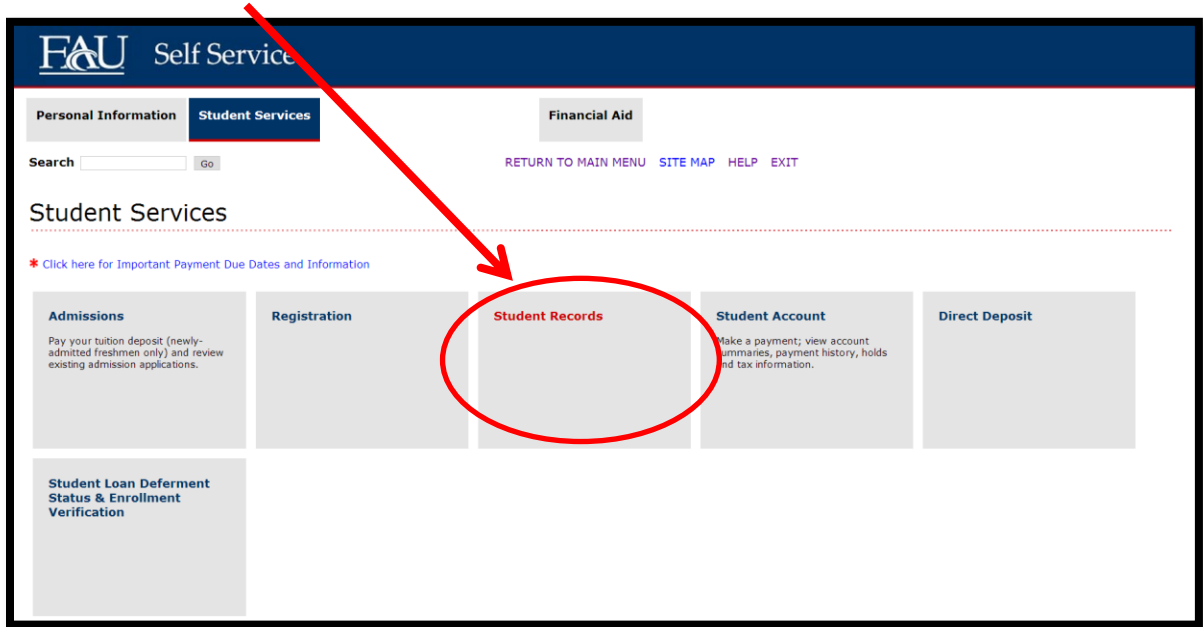 FAU Self Service
Personal Information
Student Services
Financial Aid
Search
Go
RETURN TO MAIN MENU SITE MAP HELP EXIT
Student Services
* Click here for Important Payment Due Dates and Information
Admissions
Pay your tuition deposit (newly-
admitted freshmen only) and review
existing admission applications.
Registration
Student Records
Student Account
Make a payment; view account
summaries, payment history, holds
and tax information.
Direct Deposit
Student Loan Deferment
Status & Enrollment
Verification